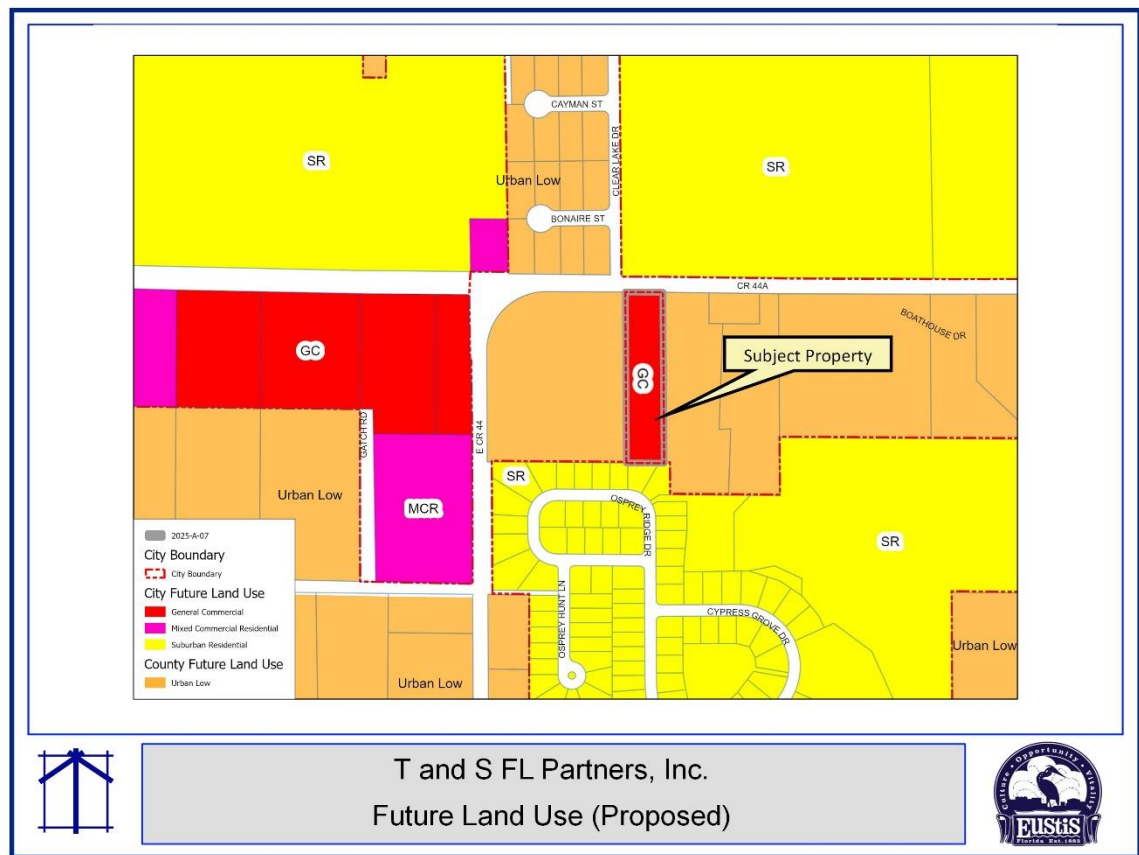 CAYMAN ST
CLEAR LAKE DR
SR
Urban Low
SR
BONAIRE ST
CR 44A
BOATHOUSE DR
GC
GC
Subject Property
GATCH RD
E CR 44
SR
Urban Low
MCR
OSPREY RIDGE DR
SR
OSPREY HUNT LN
CYPRESS GROVE DR
Urban Low
Urban Low
2025-A-07
City Boundary
City Boundary
City Future Land Use
General Commercial
Mixed Commercial Residential
Suburban Residential
County Future Land Use
Urban Low
T and S FL Partners, Inc.
Future Land Use (Proposed)
Culture • Opportunity • Vitality
EUSTIS
Florida Est. 1883